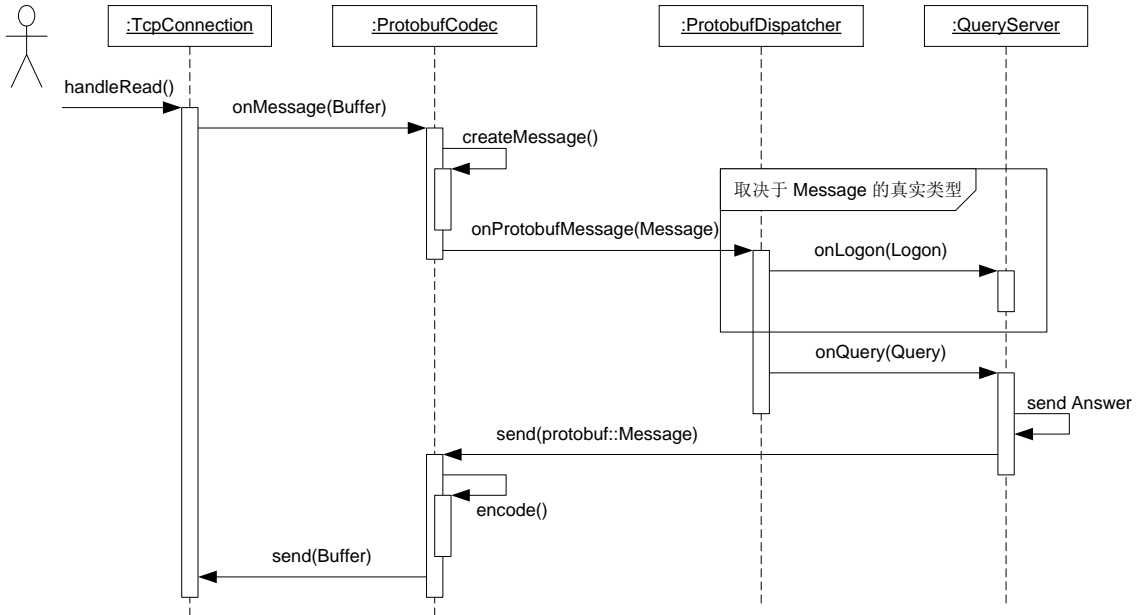 :TcpConnection
:ProtobufCodec
:ProtobufDispatcher
:QueryServer
handleRead()
onMessage(Buffer)
createMessage()
取决于 Message 的真实类型
onProtobufMessage(Message)
onLogon(Logon)
onQuery(Query)
send Answer
send(protobuf::Message)
encode()
send(Buffer)